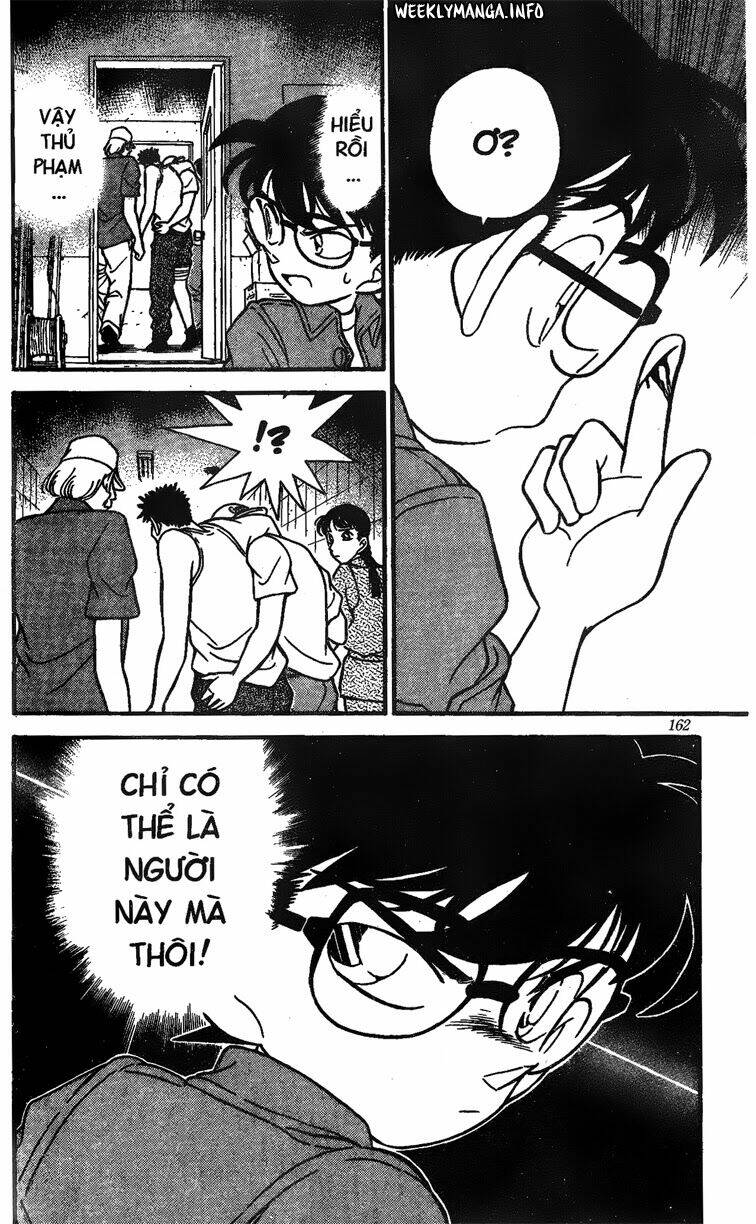 WEEKLYMANGA.INFO
Ơ?
HIỂU
RỒI
...
VẬY
THỦ
PHẠM
...
!?
162
CHỈ CÓ
THỂ LÀ
NGƯỜI
NÀY MÀ
THÔI!